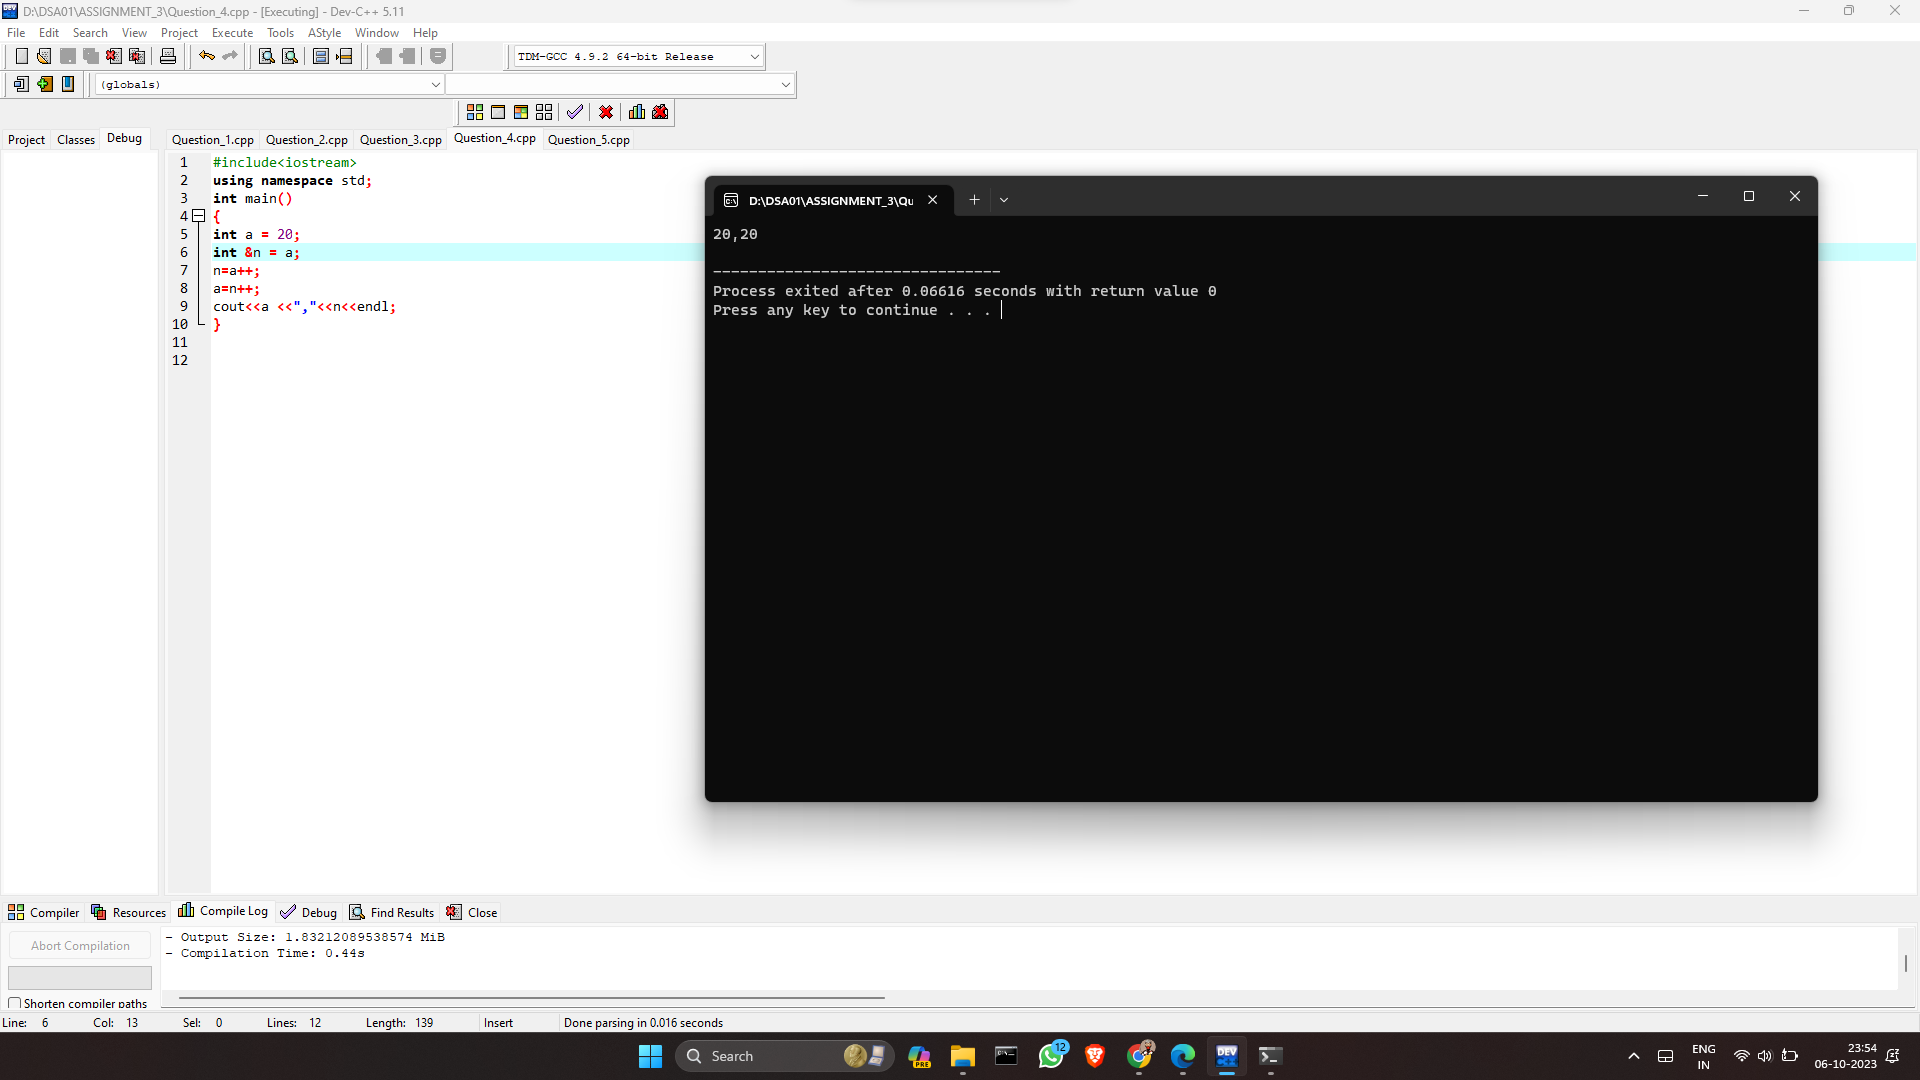 D:\DSA01\ASSIGNMENT_3\Question_4.cpp - [Executing] - Dev-C++ 5.11
File Edit Search View Project Execute Tools AStyle Window Help
TDM-GCC 4.9.2 64-bit Release
(globals)
Project Classes Debug Question_1.cpp Question_2.cpp Question_3.cpp Question_4.cpp Question_5.cpp
1 #include<iostream>
2 using namespace std;
3 int main()
4 {
5 int a = 20;
6 int &n = a;
7 n=a++;
8 a=n++;
9 cout<<a <<","<<n<<endl;
10 }
11
12
D:\DSA01\ASSIGNMENT_3\Qu
20,20
--------------------------------
Process exited after 0.06616 seconds with return value 0
Press any key to continue . . .
Compiler Resources Compile Log Debug Find Results Close
Abort Compilation
Shorten compiler paths
- Output Size: 1.83212089538574 MiB
- Compilation Time: 0.44s
Line: 6 Col: 13 Sel: 0 Lines: 12 Length: 139 Insert Done parsing in 0.016 seconds
Search
PRE
12
DEV
ENG
IN
23:54
06-10-2023